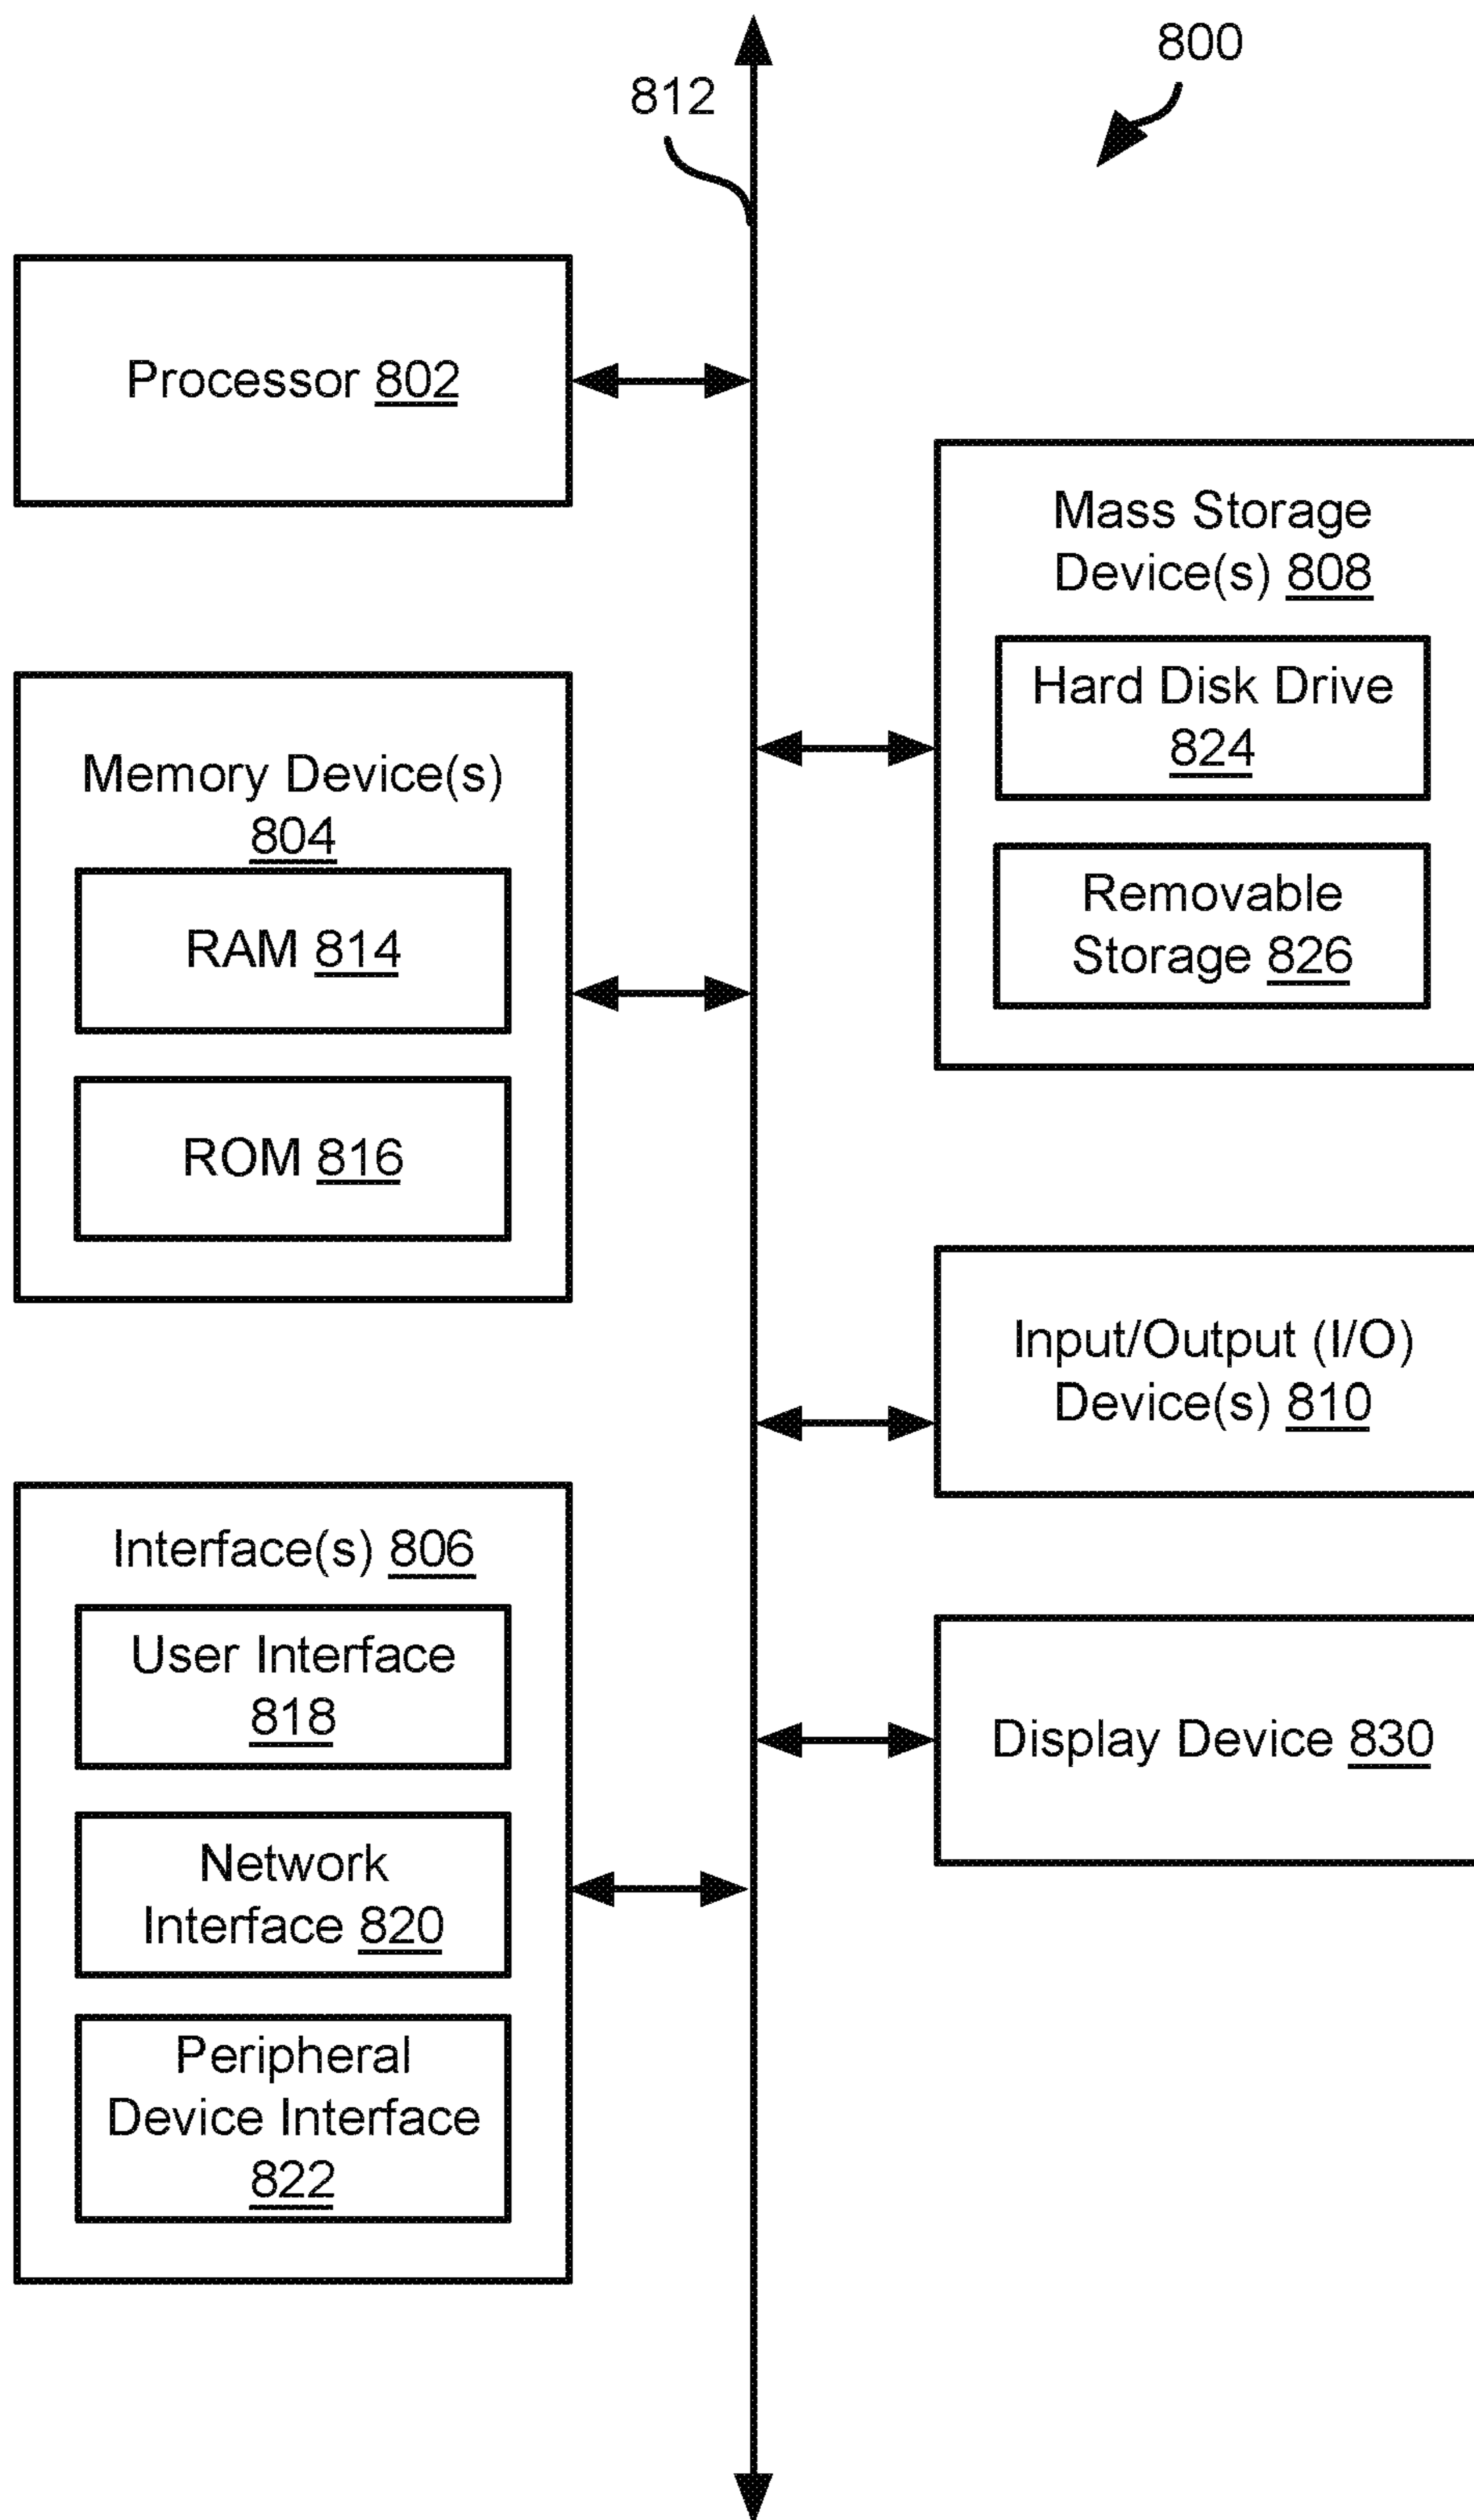 800
812
Processor 802
Mass Storage
Device(s) 808
Hard Disk Drive
824
Removable
Storage 826
Memory Device(s)
804
RAM 814
ROM 816
Input/Output (I/O)
Device(s) 810
Interface(s) 806
User Interface
818
Network
Interface 820
Peripheral
Device Interface
822
Display Device 830